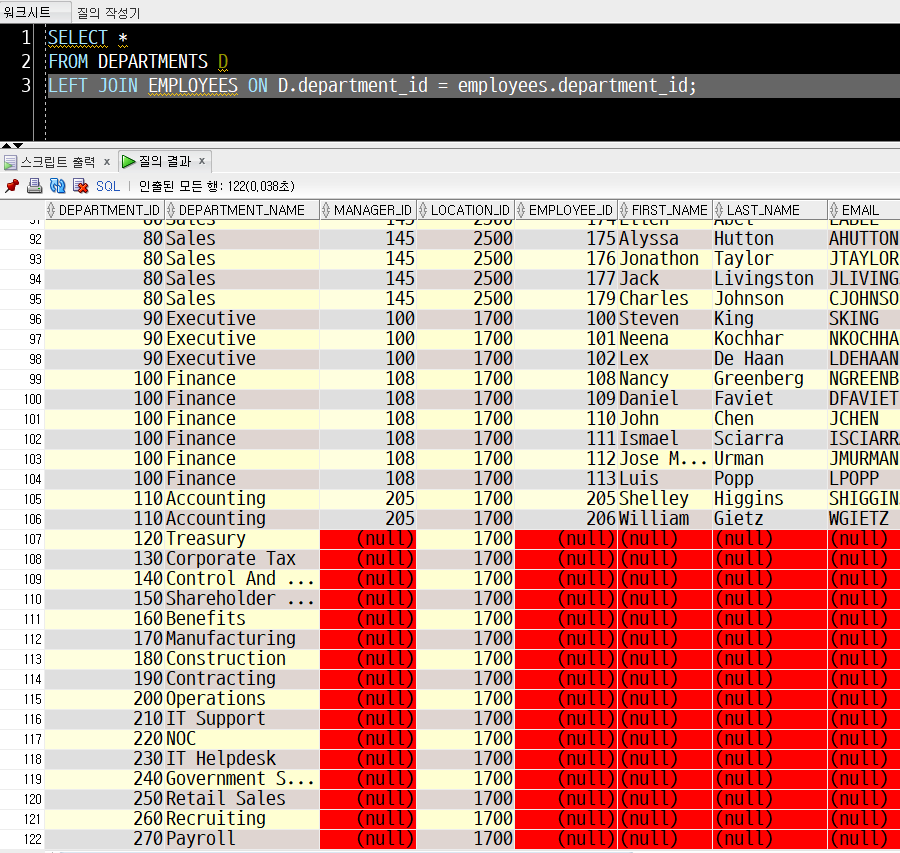 워크시트 질의 작성기
1 SELECT *
2 FROM DEPARTMENTS D
3 LEFT JOIN EMPLOYEES ON D.department_id = employees.department_id;
스크립트 출력 x 질의 결과 x
SQL | 인출된 모든 행: 122(0,038초)
DEPARTMENT_ID DEPARTMENT_NAME MANAGER_ID LOCATION_ID EMPLOYEE_ID FIRST_NAME LAST_NAME EMAIL
91 80 Sales 145 2500 174 Ellen Abel EABEL
92 80 Sales 145 2500 175 Alyssa Hutton AHUTTON
93 80 Sales 145 2500 176 Jonathon Taylor JTAYLOR
94 80 Sales 145 2500 177 Jack Livingston JLIVING
95 80 Sales 145 2500 179 Charles Johnson CJOHNSO
96 90 Executive 100 1700 100 Steven King SKING
97 90 Executive 100 1700 101 Neena Kochhar NKOCHHA
98 90 Executive 100 1700 102 Lex De Haan LDEHAAN
99 100 Finance 108 1700 108 Nancy Greenberg NGREENB
100 100 Finance 108 1700 109 Daniel Faviet DFAVIET
101 100 Finance 108 1700 110 John Chen JCHEN
102 100 Finance 108 1700 111 Ismael Sciarra ISCIARR
103 100 Finance 108 1700 112 Jose M... Urman JMURMAN
104 100 Finance 108 1700 113 Luis Popp LPOPP
105 110 Accounting 205 1700 205 Shelley Higgins SHIGGIN
106 110 Accounting 205 1700 206 William Gietz WGIETZ
107 120 Treasury (null) 1700 (null) (null) (null) (null)
108 130 Corporate Tax (null) 1700 (null) (null) (null) (null)
109 140 Control And ... (null) 1700 (null) (null) (null) (null)
110 150 Shareholder ... (null) 1700 (null) (null) (null) (null)
111 160 Benefits (null) 1700 (null) (null) (null) (null)
112 170 Manufacturing (null) 1700 (null) (null) (null) (null)
113 180 Construction (null) 1700 (null) (null) (null) (null)
114 190 Contracting (null) 1700 (null) (null) (null) (null)
115 200 Operations (null) 1700 (null) (null) (null) (null)
116 210 IT Support (null) 1700 (null) (null) (null) (null)
117 220 NOC (null) 1700 (null) (null) (null) (null)
118 230 IT Helpdesk (null) 1700 (null) (null) (null) (null)
119 240 Government S... (null) 1700 (null) (null) (null) (null)
120 250 Retail Sales (null) 1700 (null) (null) (null) (null)
121 260 Recruiting (null) 1700 (null) (null) (null) (null)
122 270 Payroll (null) 1700 (null) (null) (null) (null)